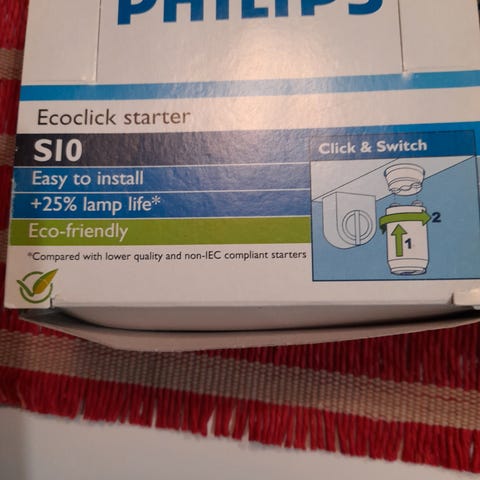 PHILIPS
Ecoclick starter
S10
Easy to install
+25% lamp life*
Eco-friendly
*Compared with lower quality and non-IEC compliant starters
Click & Switch
2
1